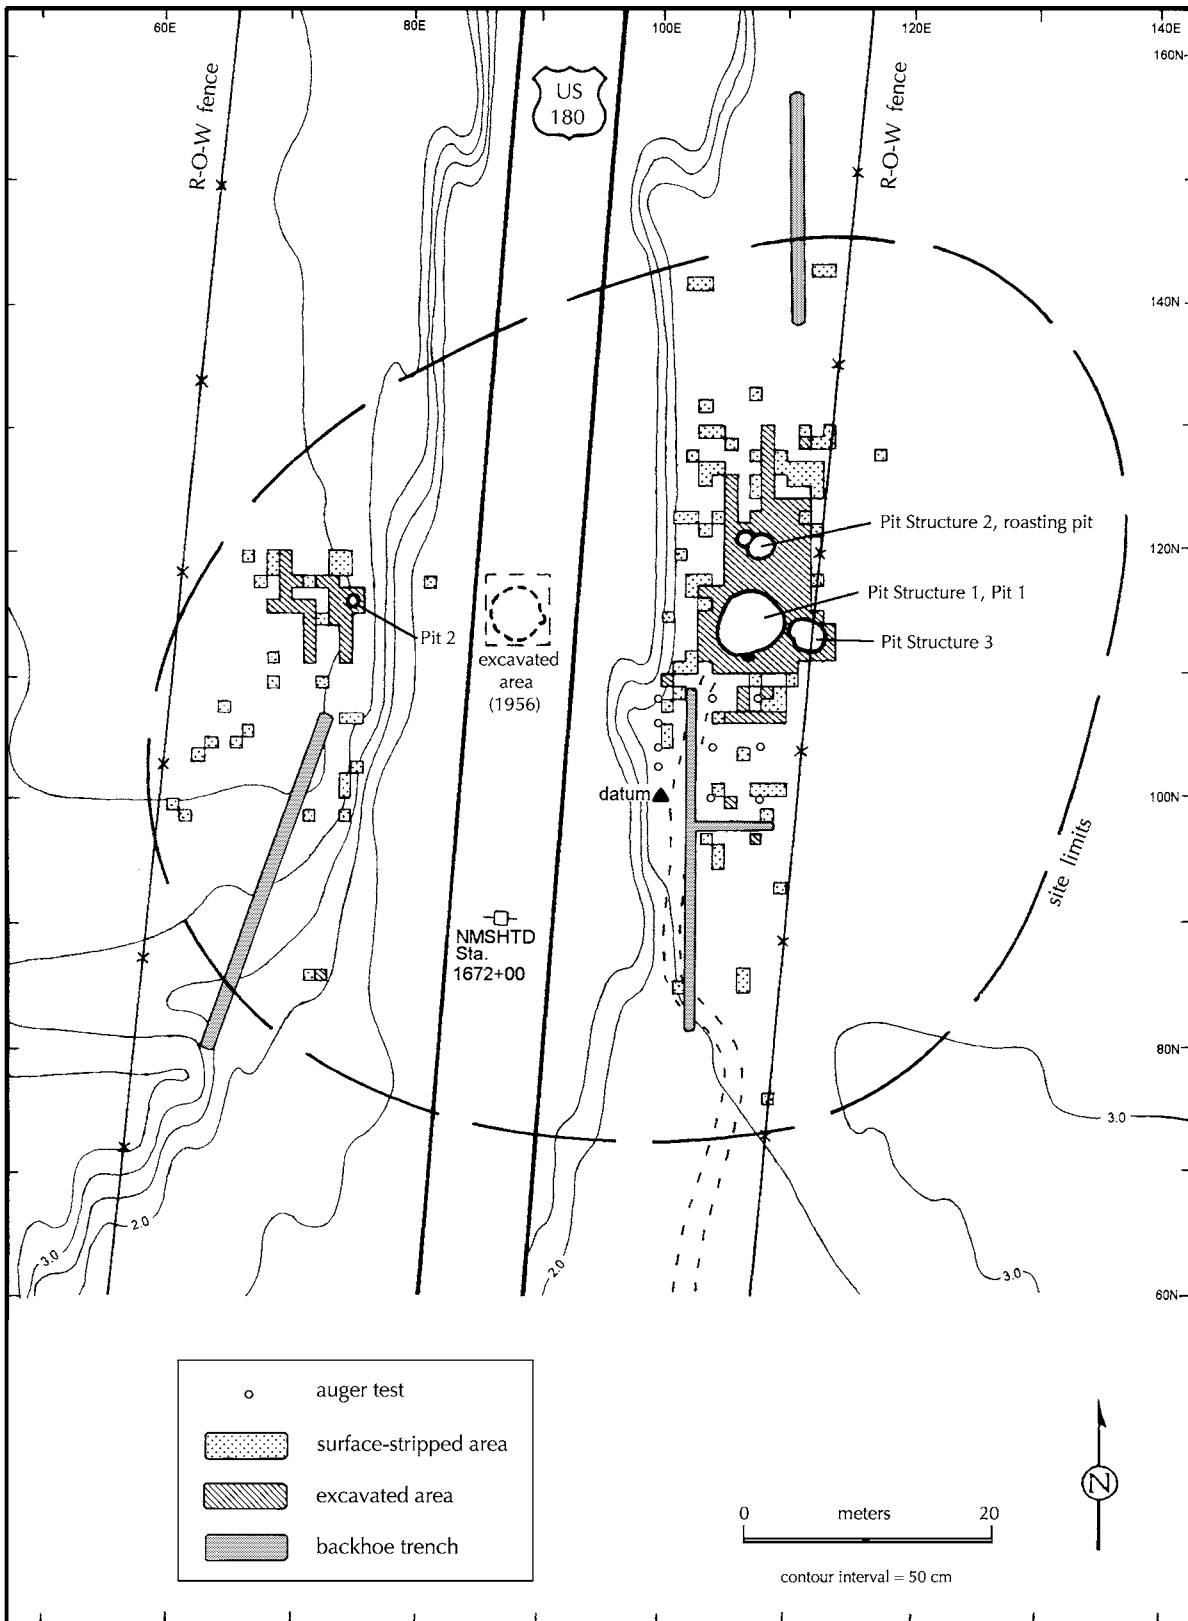 60E
80E
100E
120E
140E
160N
R-O-W fence
US
180
R-O-W fence
140N
Pit Structure 2, roasting pit
120N
Pit Structure 1, Pit 1
Pit 2
Pit Structure 3
excavated
area
(1956)
datum
100N
site limits
NMSHTD
Sta.
1672+00
80N
3.0
2.0
3.0
2.0
3.0
60N
auger test
surface-stripped area
excavated area
backhoe trench
0 meters 20
contour interval = 50 cm
N